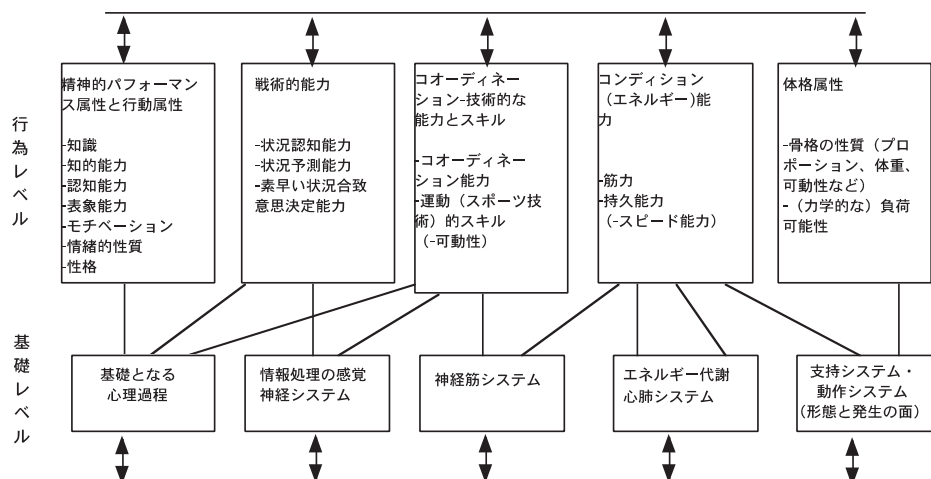 行為レベル
精神的パフォーマン
ス属性と行動属性
-知識
-知的能力
-認知能力
-表象能力
-モチベーション
-情緒的性質
-性格
戦術的能力
-状況認知能力
-状況予測能力
-素早い状況合致
意思決定能力
コオーディネー
ション-技術的な
能力とスキル
-コオーディネー
ション能力
-運動（スポーツ技
術）的スキル
（-可動性）
コンディション
（エネルギー)能
力
-筋力
-持久能力
（-スピード能力）
体格属性
-骨格の性質（プロ
ポーション、体重、
可動性など）
-（力学的な）負荷
可能性
基礎レベル
基礎となる
心理過程
情報処理の感覚
神経システム
神経筋システム
エネルギー代謝
心肺システム
支持システム・
動作システム
(形態と発生の面）